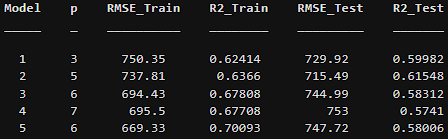 Model p RMSE_Train R2_Train RMSE_Test R2_Test
1 3 750.35 0.62414 729.92 0.59982
2 5 737.81 0.6366 715.49 0.61548
3 6 694.43 0.67808 744.99 0.58312
4 7 695.5 0.67708 753 0.5741
5 6 669.33 0.70093 747.72 0.58006